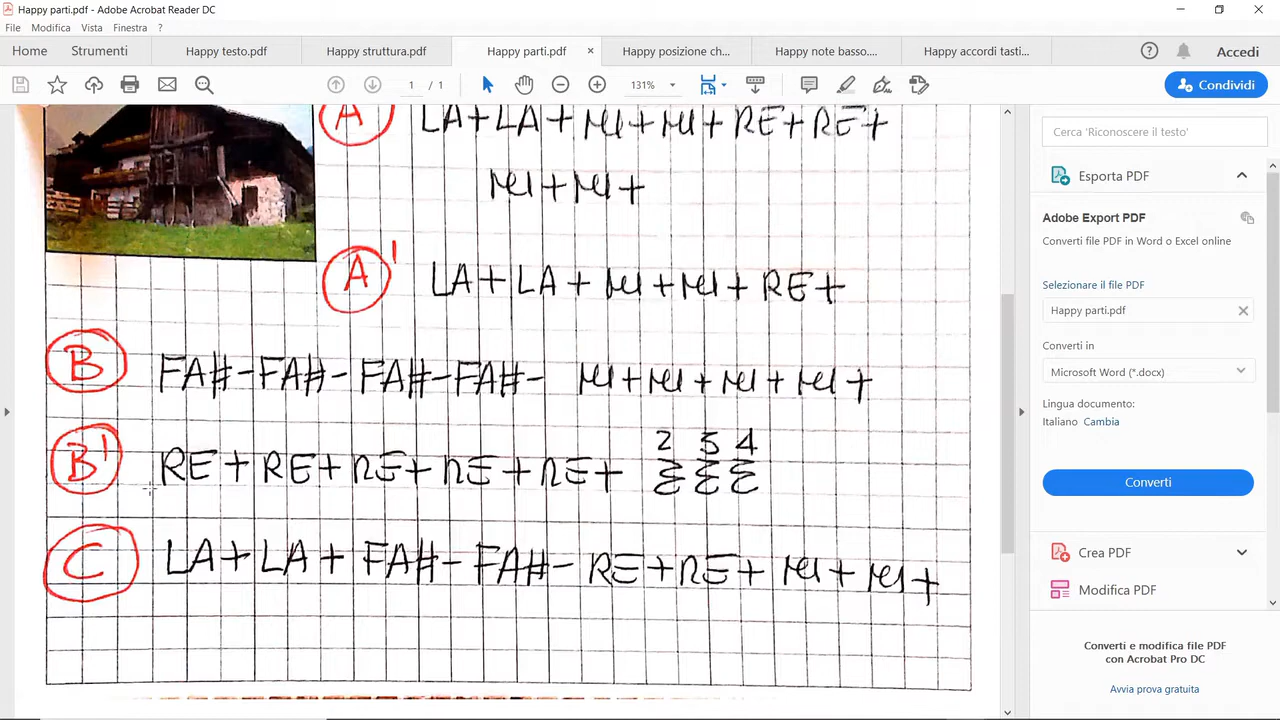 Happy parti.pdf - Adobe Acrobat Reader DC
File Modifica Vista Finestra ?
Home Strumenti Happy testo.pdf Happy struttura.pdf Happy parti.pdf × Happy posizione ch... Happy note basso.... Happy accordi tasti... Accedi
1 / 1 131% Condividi
A LA+LA+MI+MI+RE+RE+
MI+MI+
A' LA+LA+MI+MI+RE+
B FA#-FA#-FA#-FA#- MI+MI+MI+MI+
2 5 4
B' RE+RE+RE+RE+RE+
C LA+LA+FA#-FA#-RE+RE+MI+MI+
Cerca 'Riconoscere il testo'
Esporta PDF
Adobe Export PDF
Converti file PDF in Word o Excel online
Selezionare il file PDF
Happy parti.pdf
Converti in
Microsoft Word (*.docx)
Lingua documento:
Italiano Cambia
Converti
Crea PDF
Modifica PDF
Converti e modifica file PDF
con Acrobat Pro DC
Avvia prova gratuita